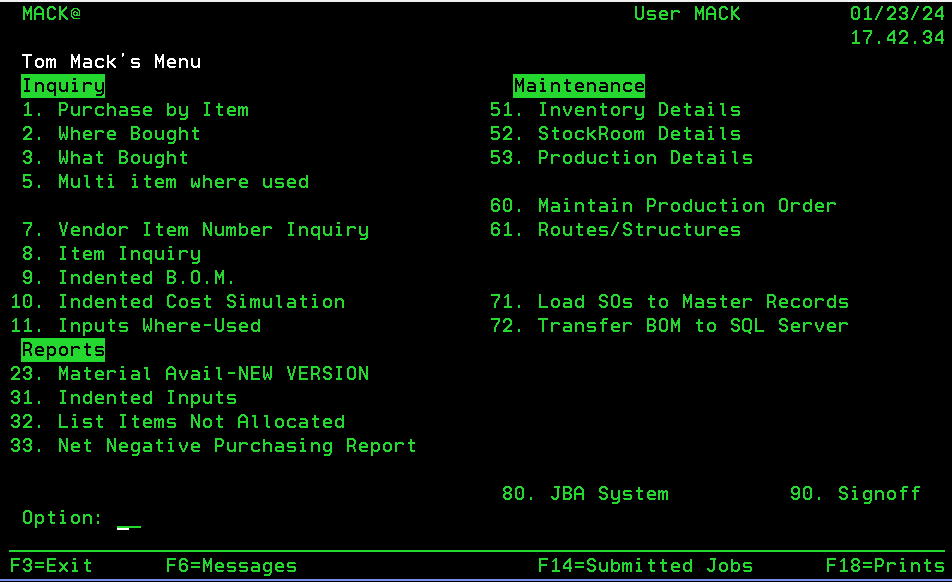 MACK@ User MACK 01/23/24
17.42.34
Tom Mack's Menu
Inquiry Maintenance
1. Purchase by Item 51. Inventory Details
2. Where Bought 52. StockRoom Details
3. What Bought 53. Production Details
5. Multi item where used
60. Maintain Production Order
7. Vendor Item Number Inquiry 61. Routes/Structures
8. Item Inquiry
9. Indented B.O.M.
10. Indented Cost Simulation 71. Load SOs to Master Records
11. Inputs Where-Used 72. Transfer BOM to SQL Server
Reports
23. Material Avail-NEW VERSION
31. Indented Inputs
32. List Items Not Allocated
33. Net Negative Purchasing Report
80. JBA System 90. Signoff
Option: __
F3=Exit F6=Messages F14=Submitted Jobs F18=Prints